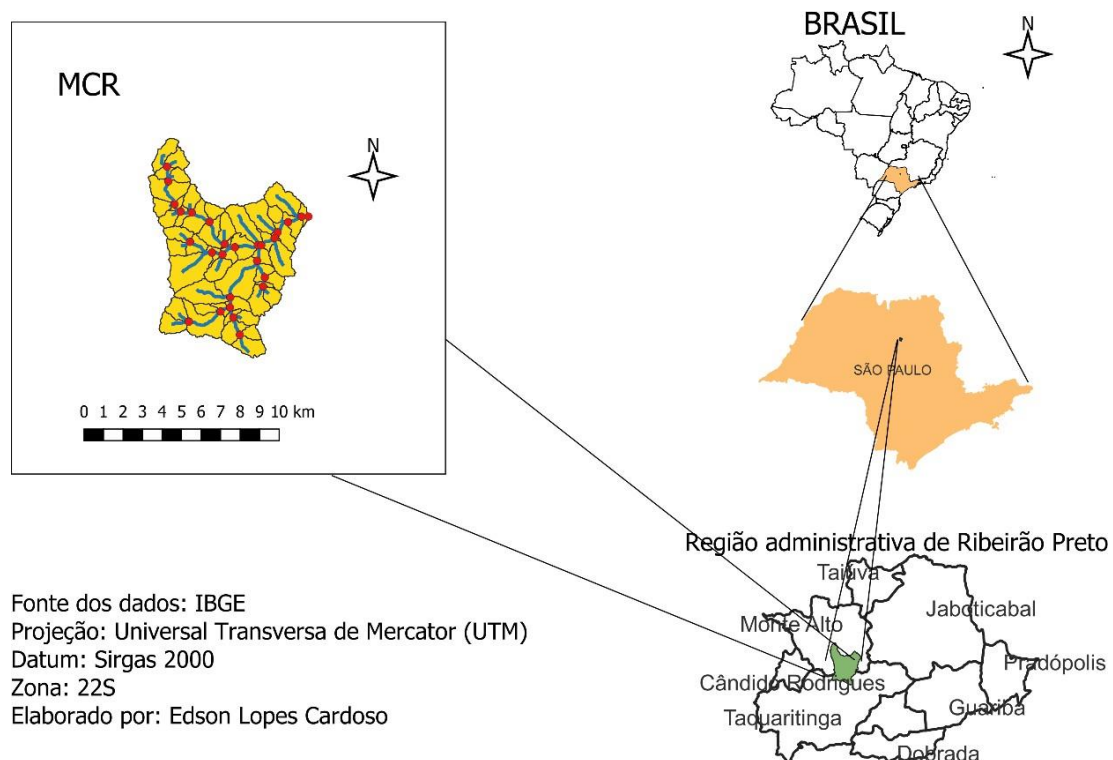 BRASIL
N
MCR
N
0 1 2 3 4 5 6 7 8 9 10 km
SÃO PAULO
Região administrativa de Ribeirão Preto
Taiúva
Jaboticabal
Monte Alto
Pradópolis
Cândido Rodrigues
Guariba
Taquaritinga
Dobrada
Fonte dos dados: IBGE
Projeção: Universal Transversa de Mercator (UTM)
Datum: Sirgas 2000
Zona: 22S
Elaborado por: Edson Lopes Cardoso